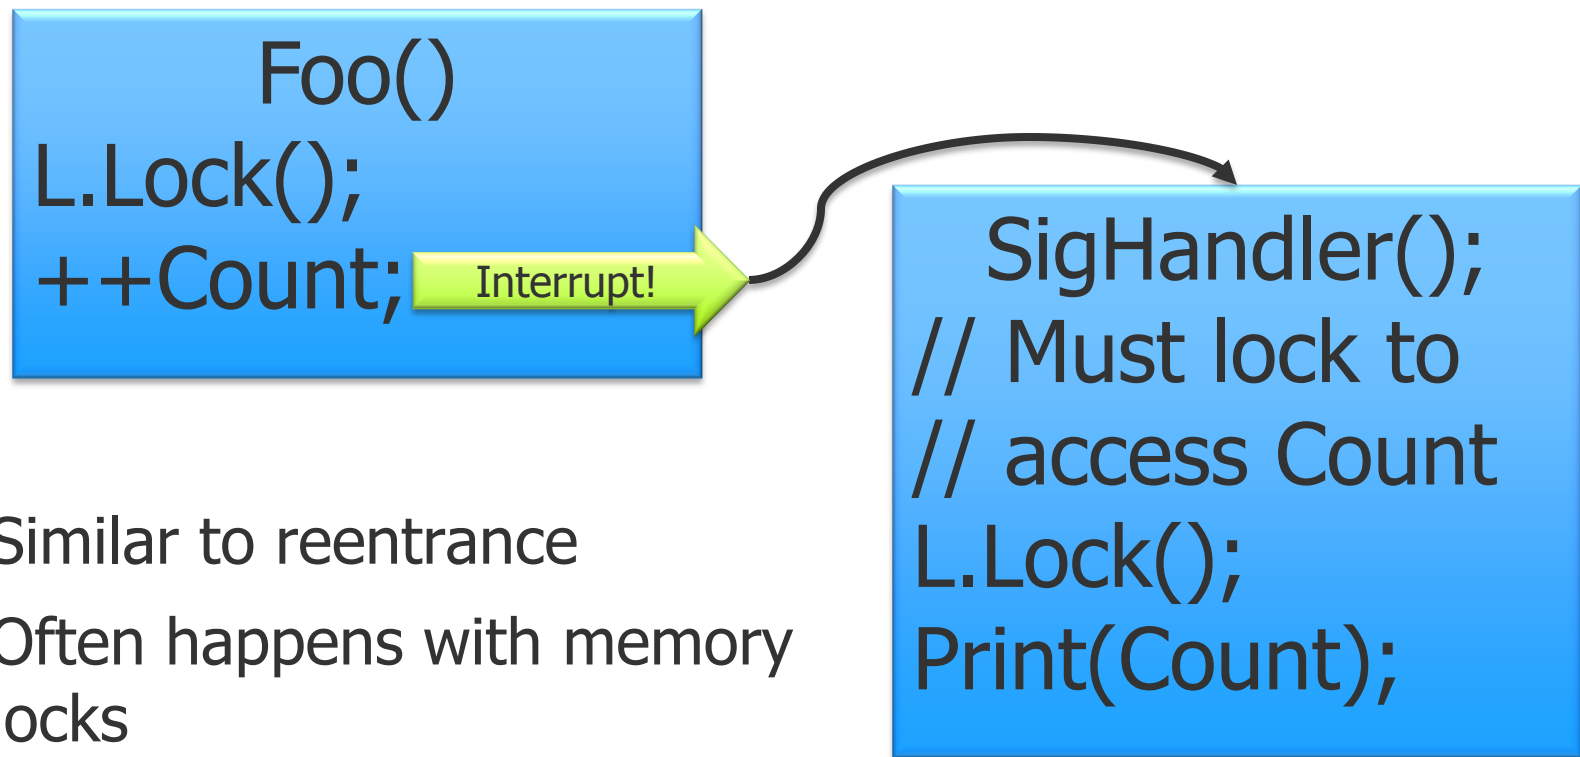 Foo()
L.Lock();
++Count;
Interrupt!
SigHandler();
// Must lock to
// access Count
L.Lock();
Print(Count);
Similar to reentrance
Often happens with memory
locks